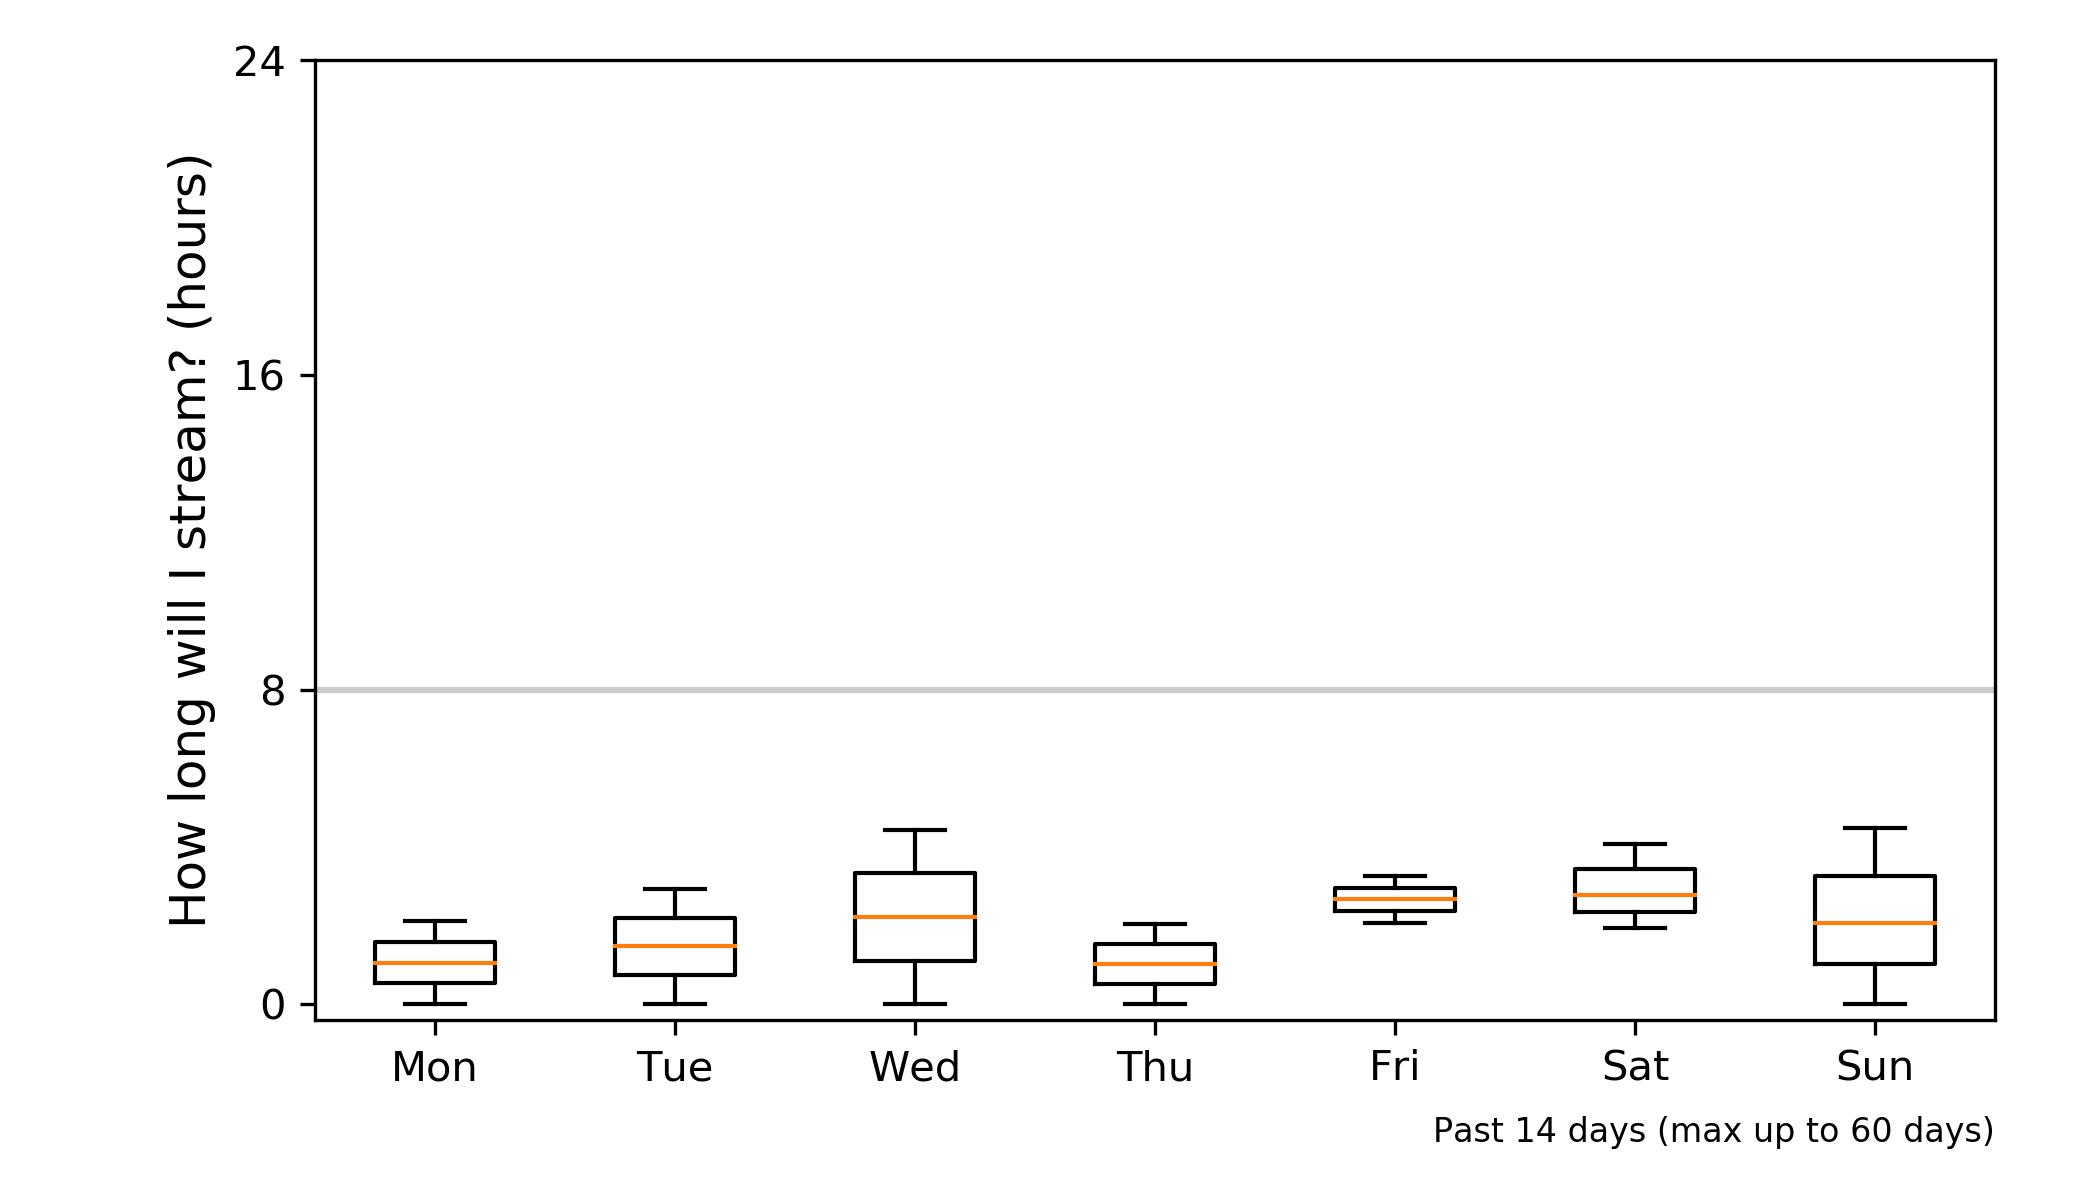 24
16
8
0
How long will I stream? (hours)
Mon Tue Wed Thu Fri Sat Sun
Past 14 days (max up to 60 days)